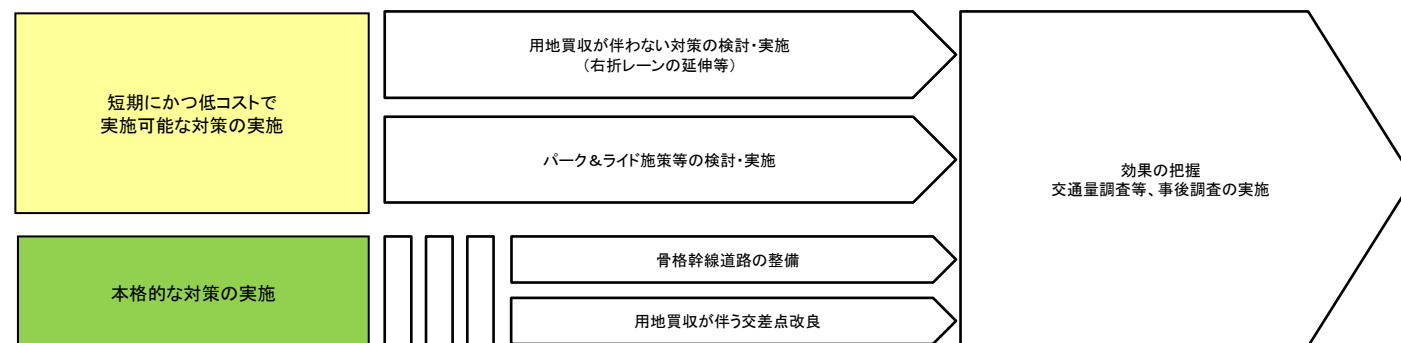 短期にかつ低コストで
実施可能な対策の実施
用地買収が伴わない対策の検討・実施
（右折レーンの延伸等）
パーク＆ライド施策等の検討・実施
本格的な対策の実施
骨格幹線道路の整備
用地買収が伴う交差点改良
効果の把握
交通量調査等、事後調査の実施